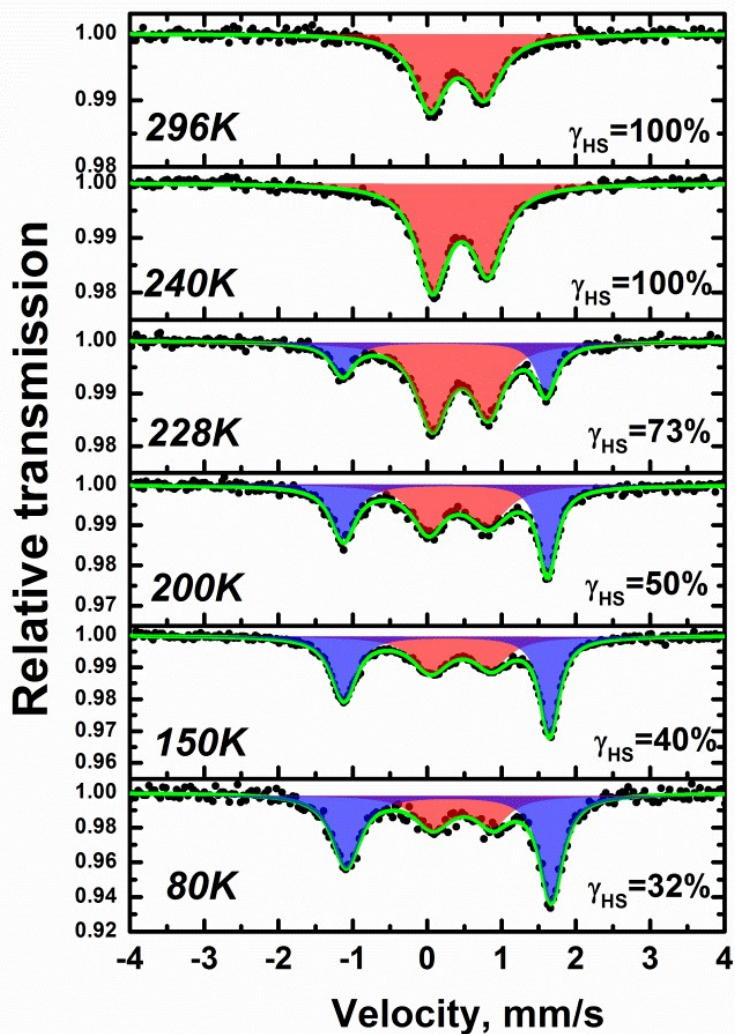 Relative transmission
1.00
0.99
0.98
296K
γHS=100%
1.00
0.99
0.98
240K
γHS=100%
1.00
0.99
0.98
228K
γHS=73%
1.00
0.99
0.98
0.97
200K
γHS=50%
1.00
0.99
0.98
0.97
0.96
150K
γHS=40%
1.00
0.98
0.96
0.94
0.92
80K
γHS=32%
-4 -3 -2 -1 0 1 2 3 4
Velocity, mm/s